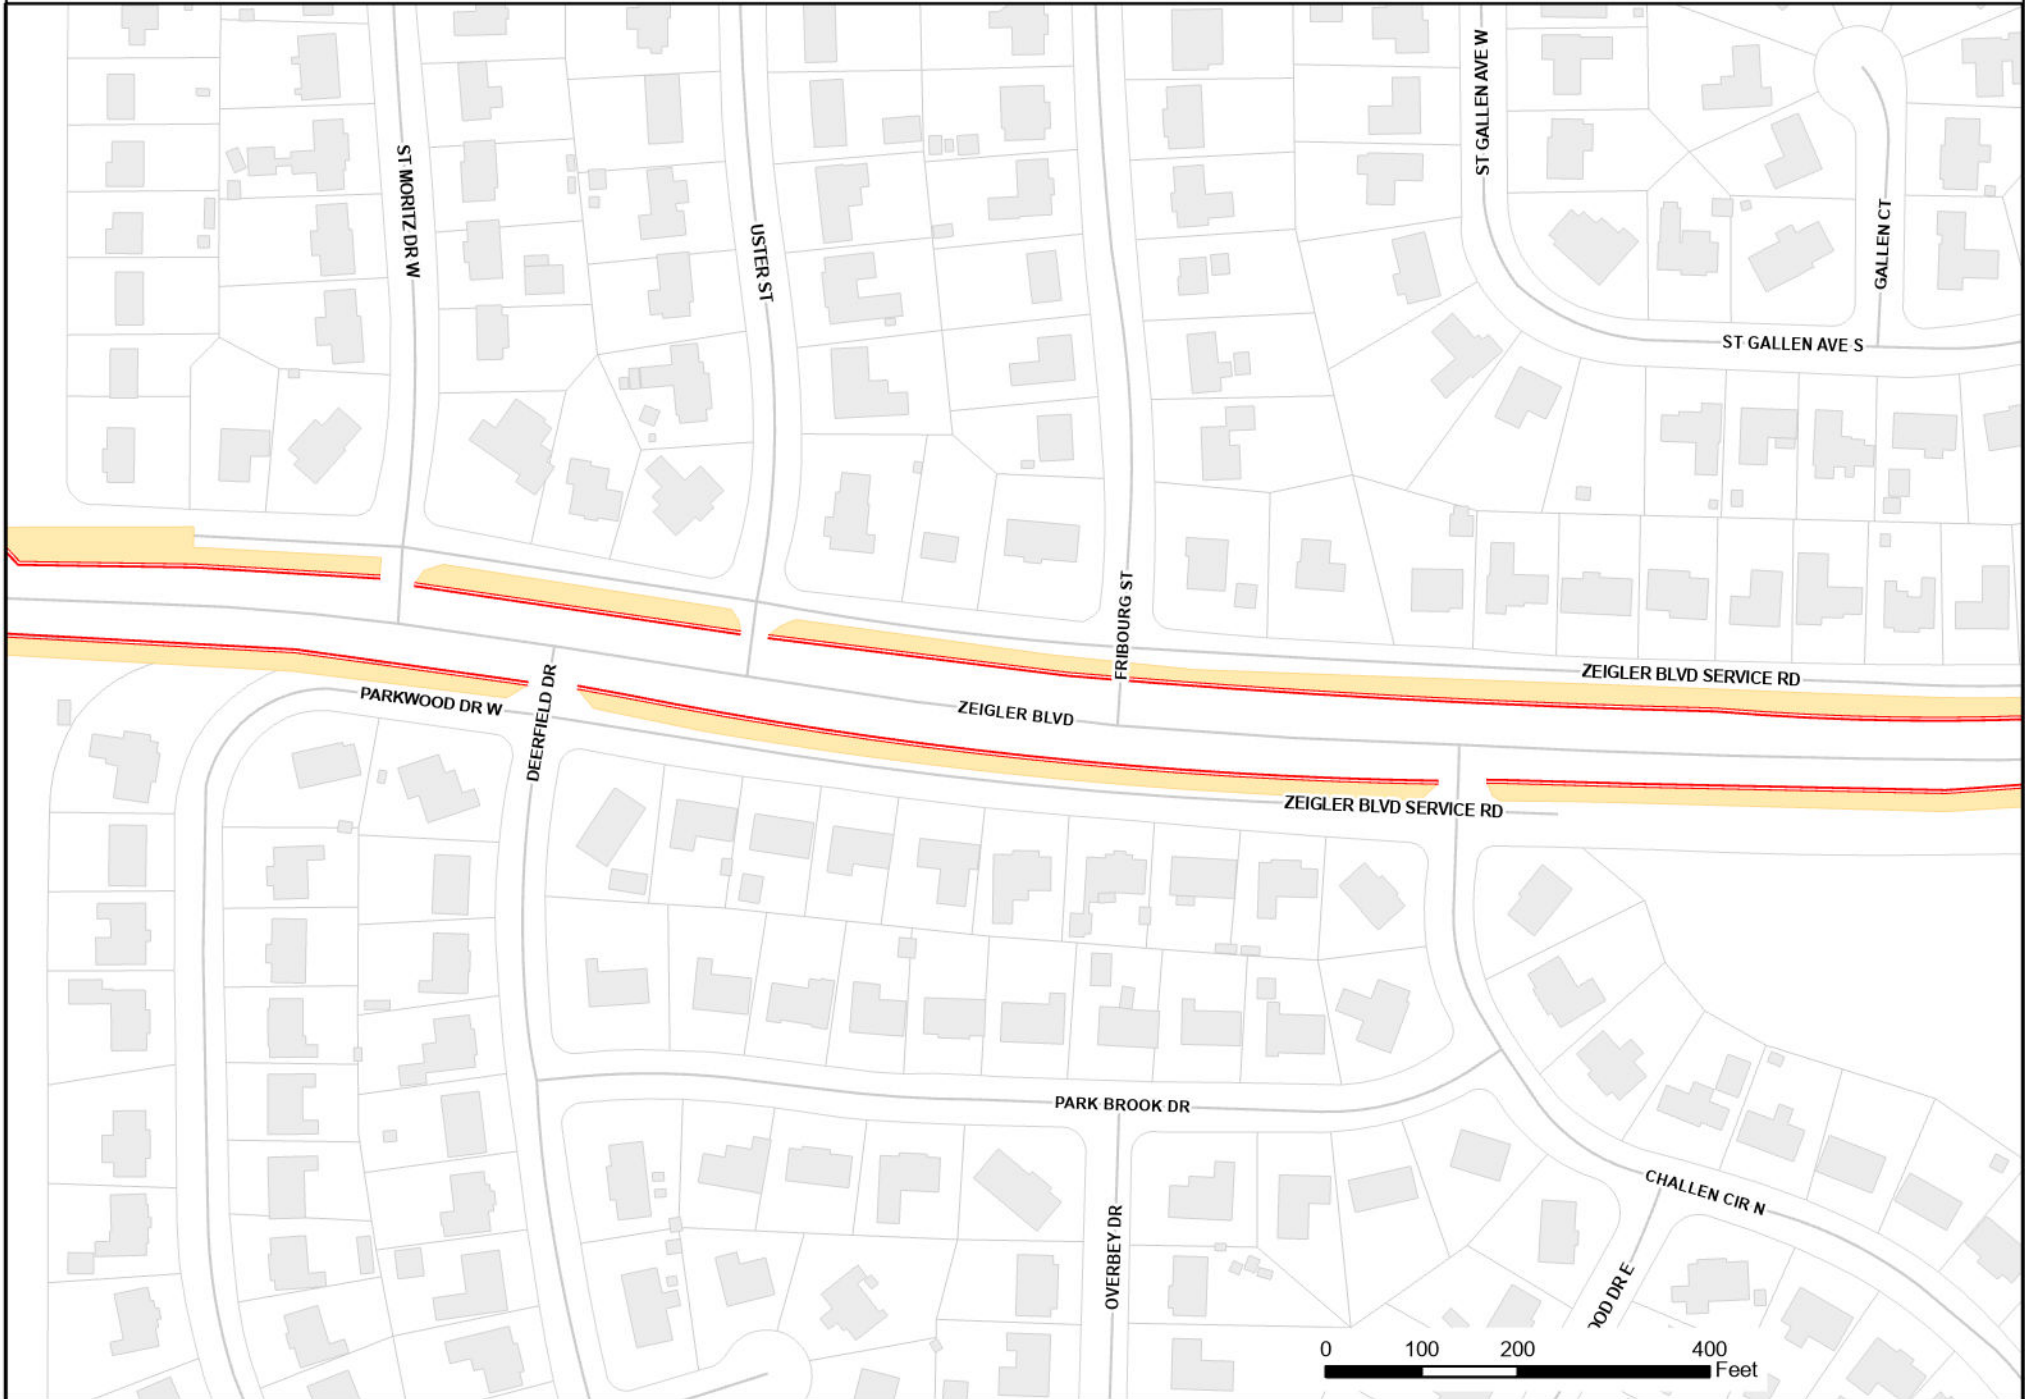 ST GALLEN AVE W
ST MORITZ DR W
USTER ST
GALLEN CT
ST GALLEN AVE S
FRIBOURG ST
ZEIGLER BLVD SERVICE RD
PARKWOOD DR W
DEERFIELD DR
ZEIGLER BLVD
ZEIGLER BLVD SERVICE RD
PARK BROOK DR
CHALLEN CIR N
OVERBEY DR
OOD DR E
0 100 200 400
Feet